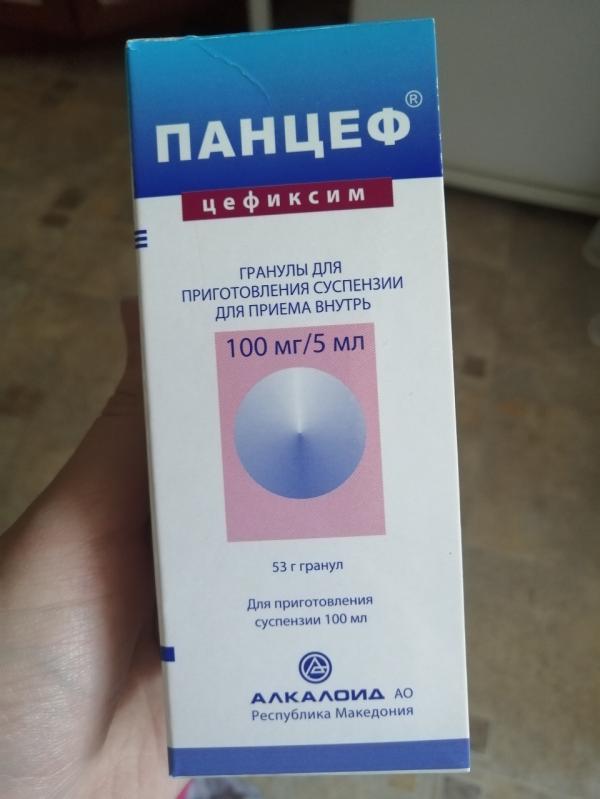 ПАНЦЕФ®
цефиксим
ГРАНУЛЫ ДЛЯ
ПРИГОТОВЛЕНИЯ СУСПЕНЗИИ
ДЛЯ ПРИЕМА ВНУТРЬ
100 мг/5 мл
53 г гранул
Для приготовления
суспензии 100 мл
АЛКАЛОИД АО
Республика Македония